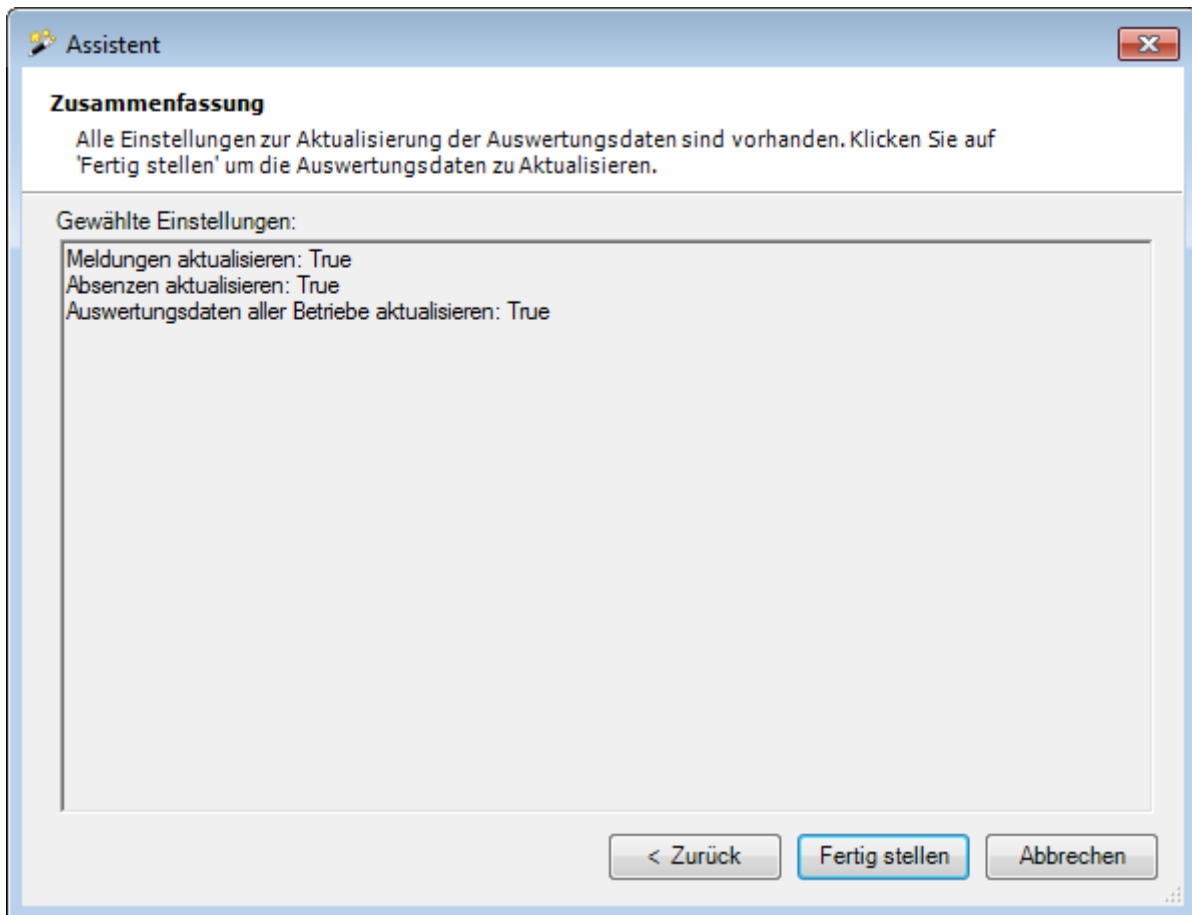 Assistent
Zusammenfassung
Alle Einstellungen zur Aktualisierung der Auswertungsdaten sind vorhanden. Klicken Sie auf
'Fertig stellen' um die Auswertungsdaten zu Aktualisieren.
Gewählte Einstellungen:
Meldungen aktualisieren: True
Absenzen aktualisieren: True
Auswertungsdaten aller Betriebe aktualisieren: True
< Zurück Fertig stellen Abbrechen